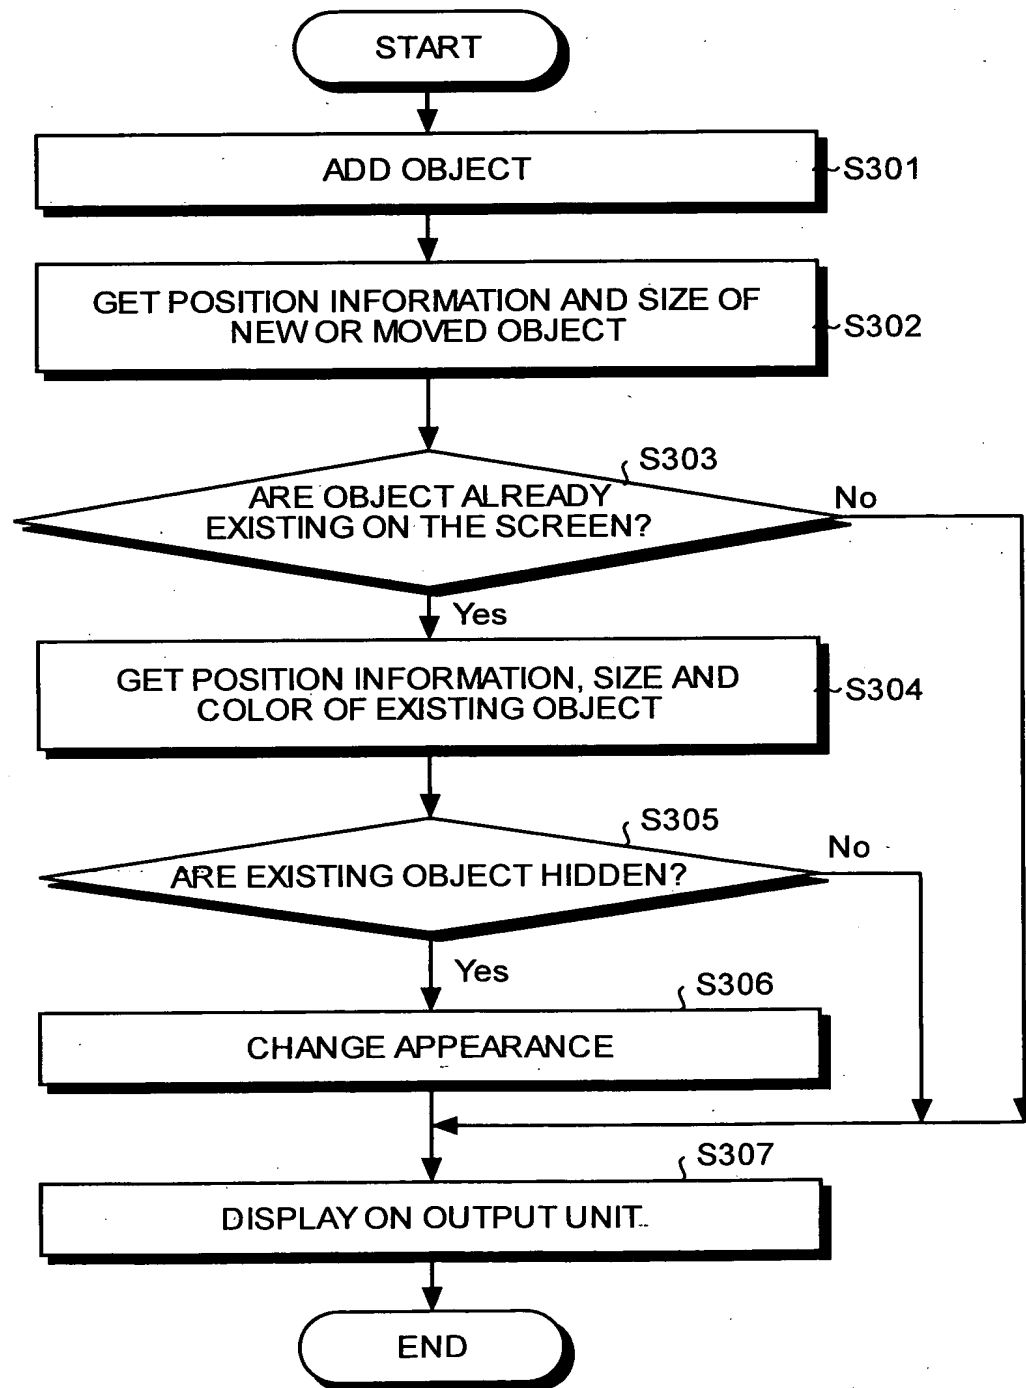 START
ADD OBJECT
S301
GET POSITION INFORMATION AND SIZE OF
NEW OR MOVED OBJECT
S302
S303
ARE OBJECT ALREADY
EXISTING ON THE SCREEN?
No
Yes
GET POSITION INFORMATION, SIZE AND
COLOR OF EXISTING OBJECT
S304
S305
ARE EXISTING OBJECT HIDDEN?
No
Yes
S306
CHANGE APPEARANCE
S307
DISPLAY ON OUTPUT UNIT
END